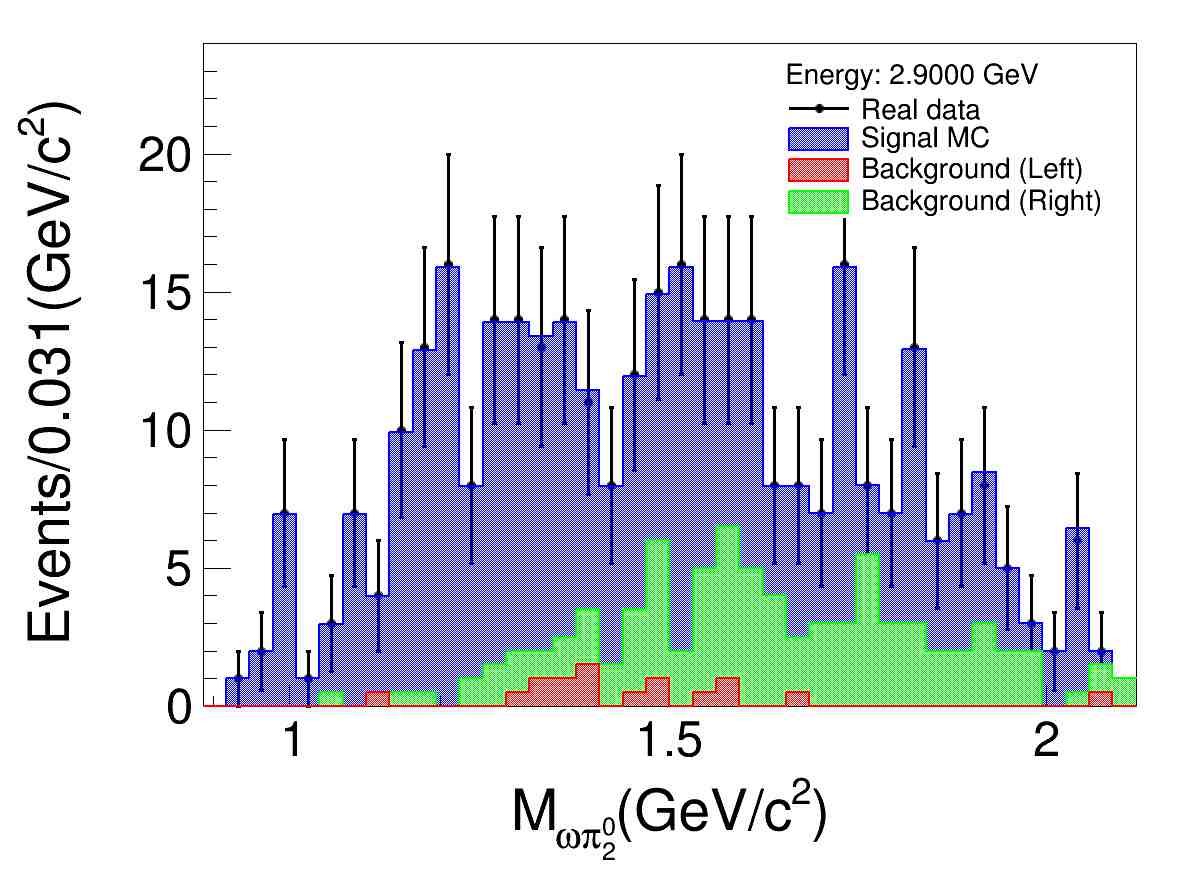 Energy: 2.9000 GeV
Real data
Signal MC
Background (Left)
Background (Right)
Events/0.031(GeV/c²)
20
15
10
5
0
1
1.5
2
M_{ωπ⁰₂}(GeV/c²)